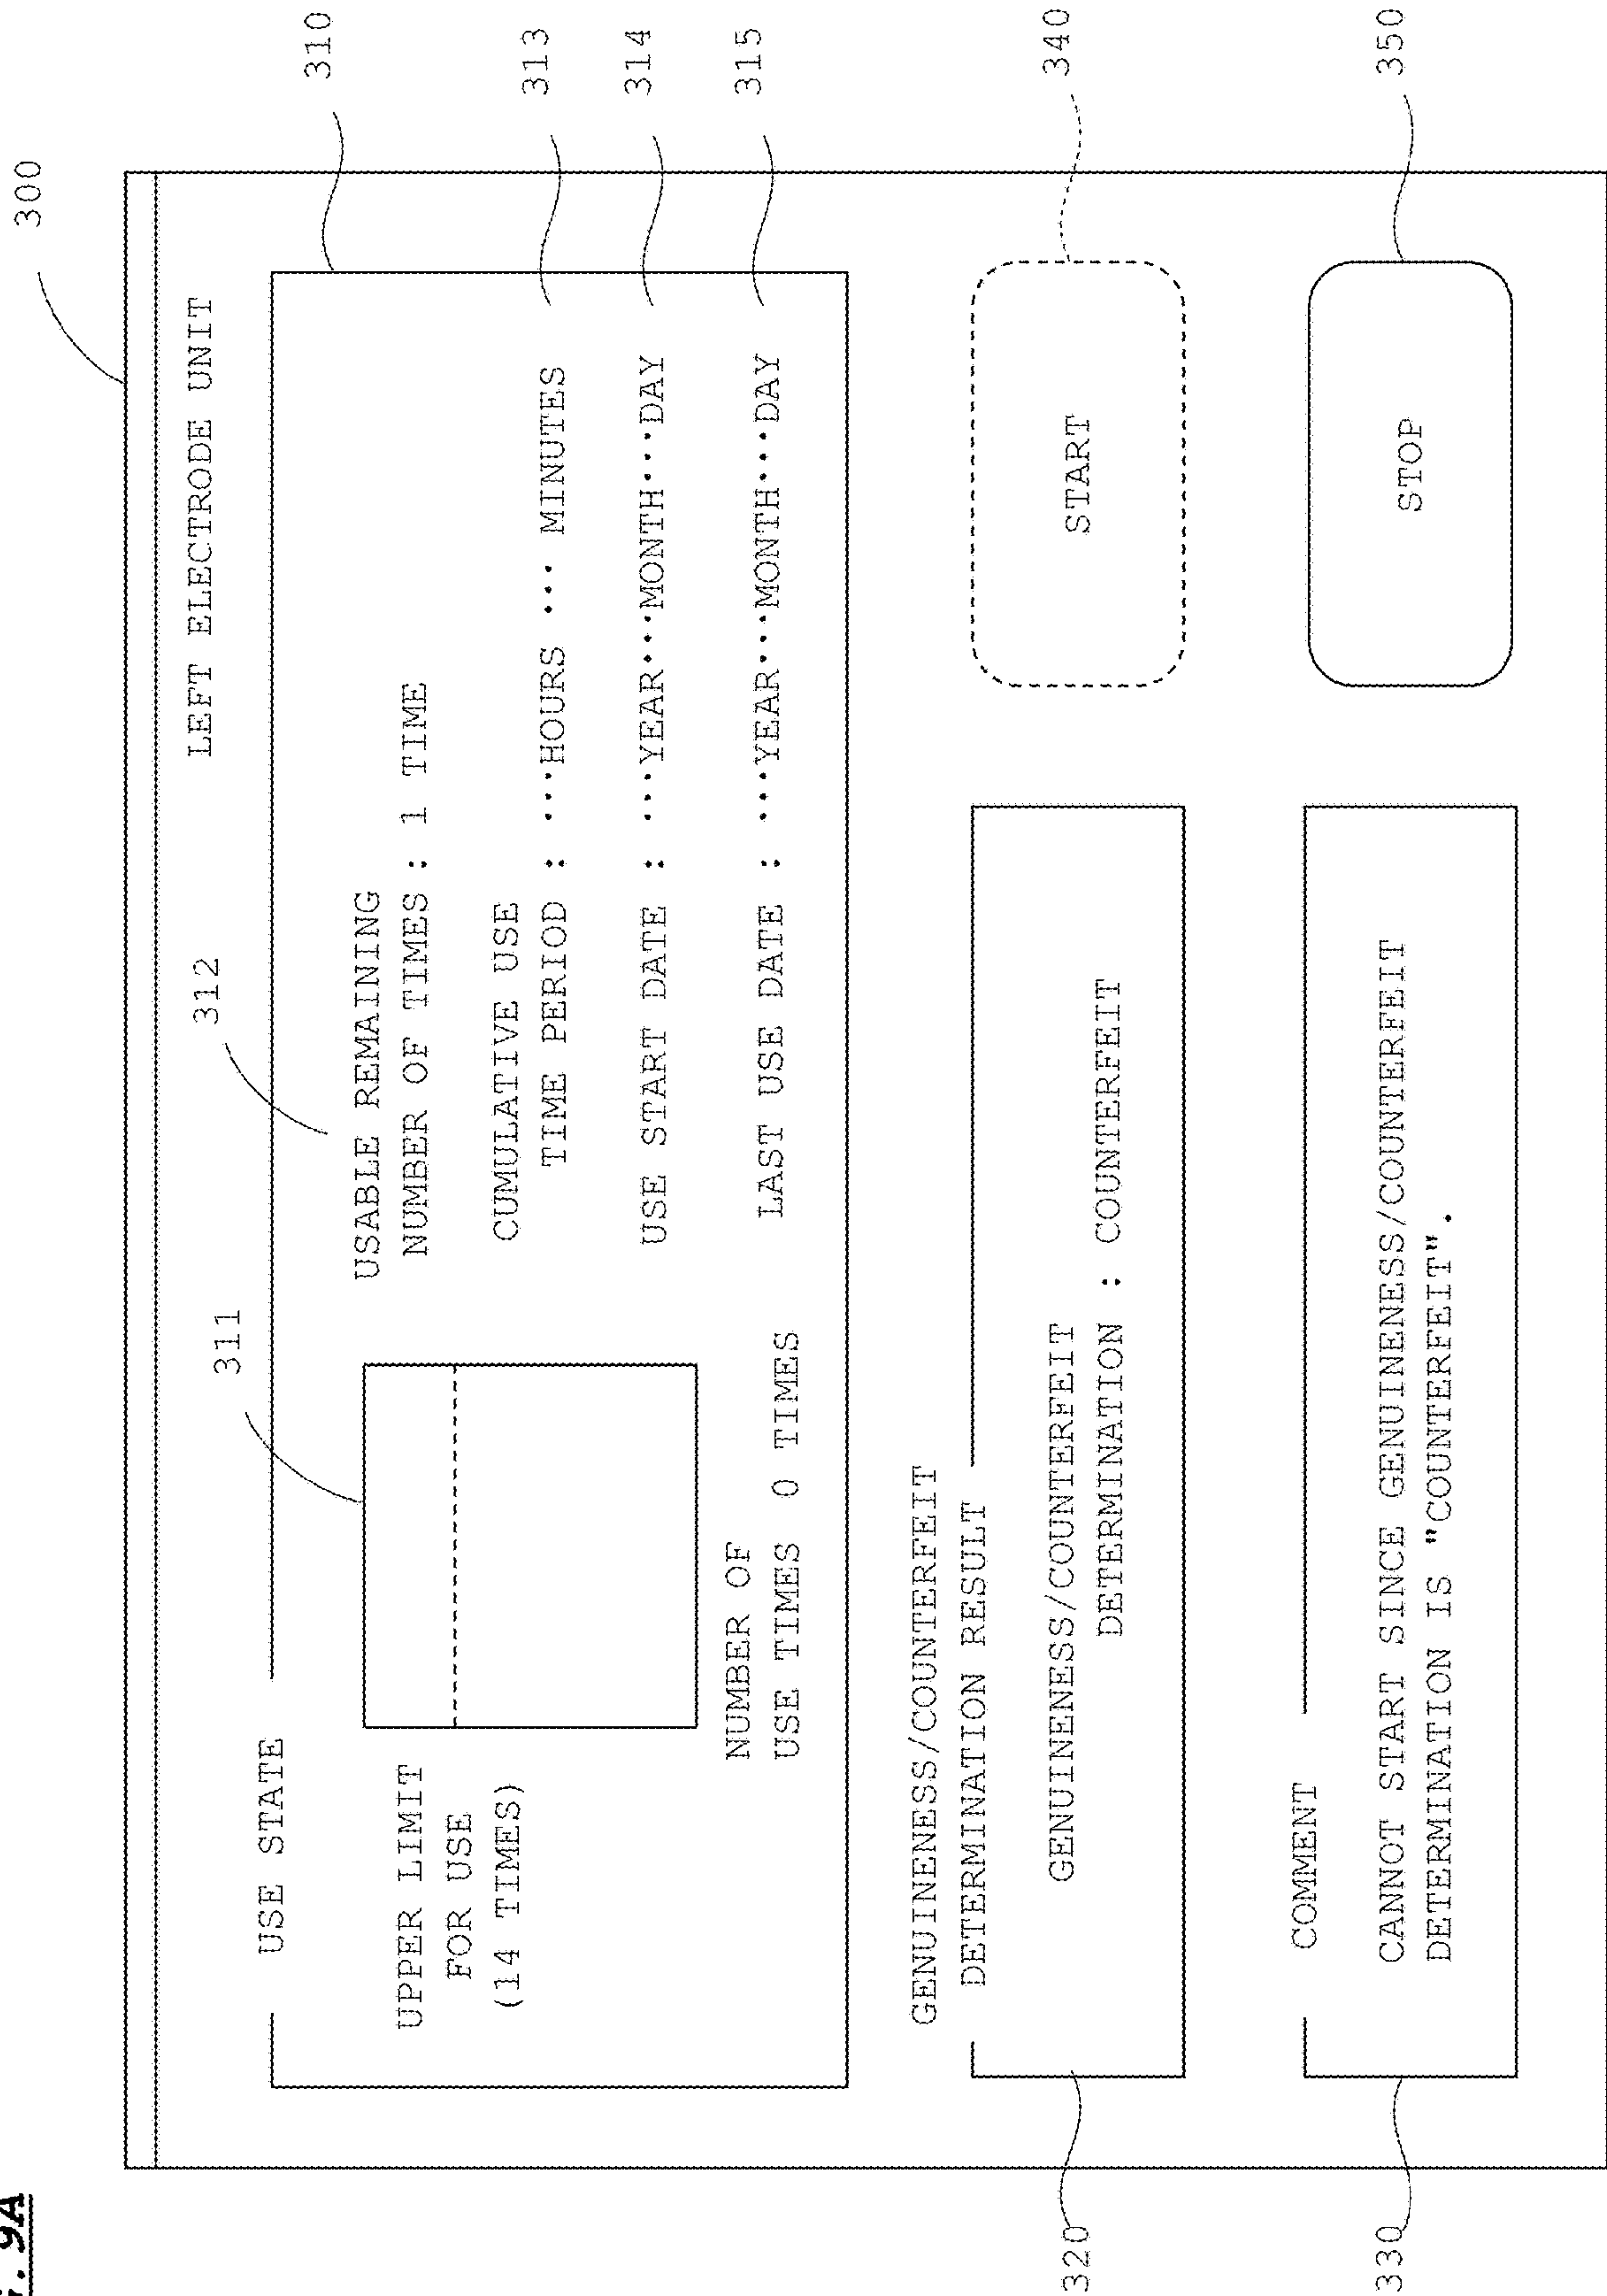 . 9A
300
LEFT ELECTRODE UNIT
310
USE STATE
311
312
UPPER LIMIT
FOR USE
(14 TIMES)
NUMBER OF
USE TIMES 0 TIMES
USABLE REMAINING
NUMBER OF TIMES : 1 TIME
CUMULATIVE USE
TIME PERIOD : ...HOURS ... MINUTES
313
USE START DATE : ...YEAR...MONTH...DAY
314
LAST USE DATE : ...YEAR...MONTH...DAY
315
GENUINENESS/COUNTERFEIT
DETERMINATION RESULT
320
GENUINENESS/COUNTERFEIT
DETERMINATION : COUNTERFEIT
START
340
COMMENT
330
CANNOT START SINCE GENUINENESS/COUNTERFEIT
DETERMINATION IS "COUNTERFEIT".
STOP
350